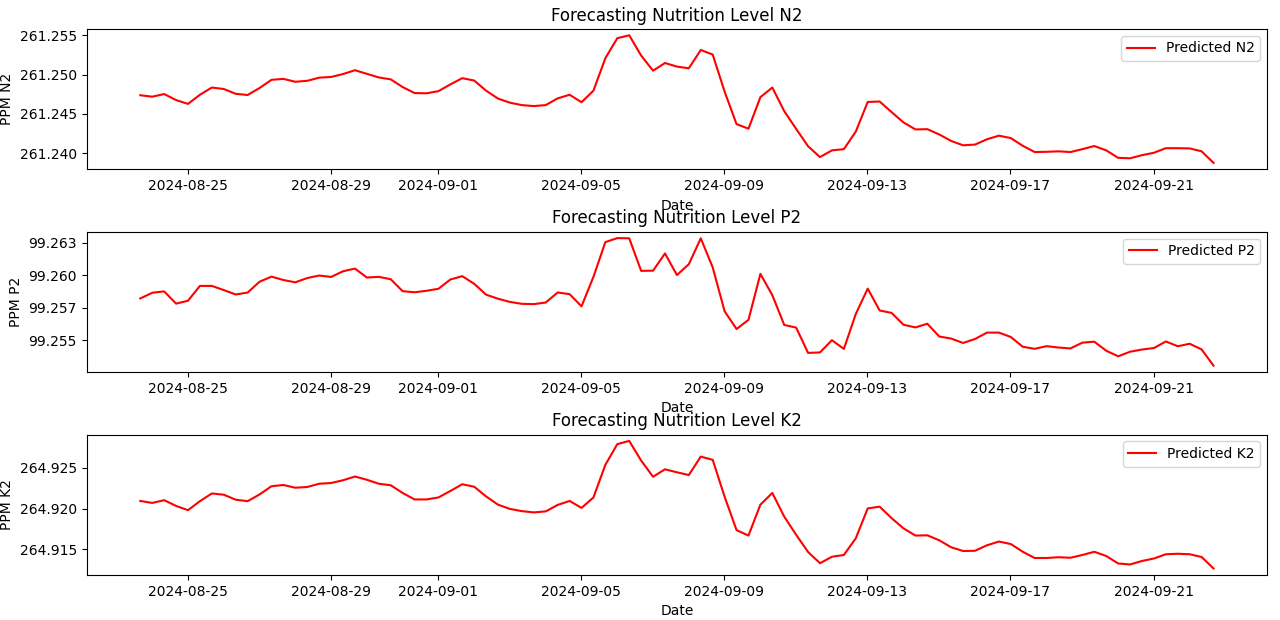 Forecasting Nutrition Level N2
261.255
Predicted N2
261.250
PPM N2
261.245
261.240
2024-08-25 2024-08-29 2024-09-01 2024-09-05 2024-09-09 2024-09-13 2024-09-17 2024-09-21
Date
Forecasting Nutrition Level P2
99.263
Predicted P2
99.260
PPM P2
99.257
99.255
2024-08-25 2024-08-29 2024-09-01 2024-09-05 2024-09-09 2024-09-13 2024-09-17 2024-09-21
Date
Forecasting Nutrition Level K2
Predicted K2
264.925
PPM K2
264.920
264.915
2024-08-25 2024-08-29 2024-09-01 2024-09-05 2024-09-09 2024-09-13 2024-09-17 2024-09-21
Date